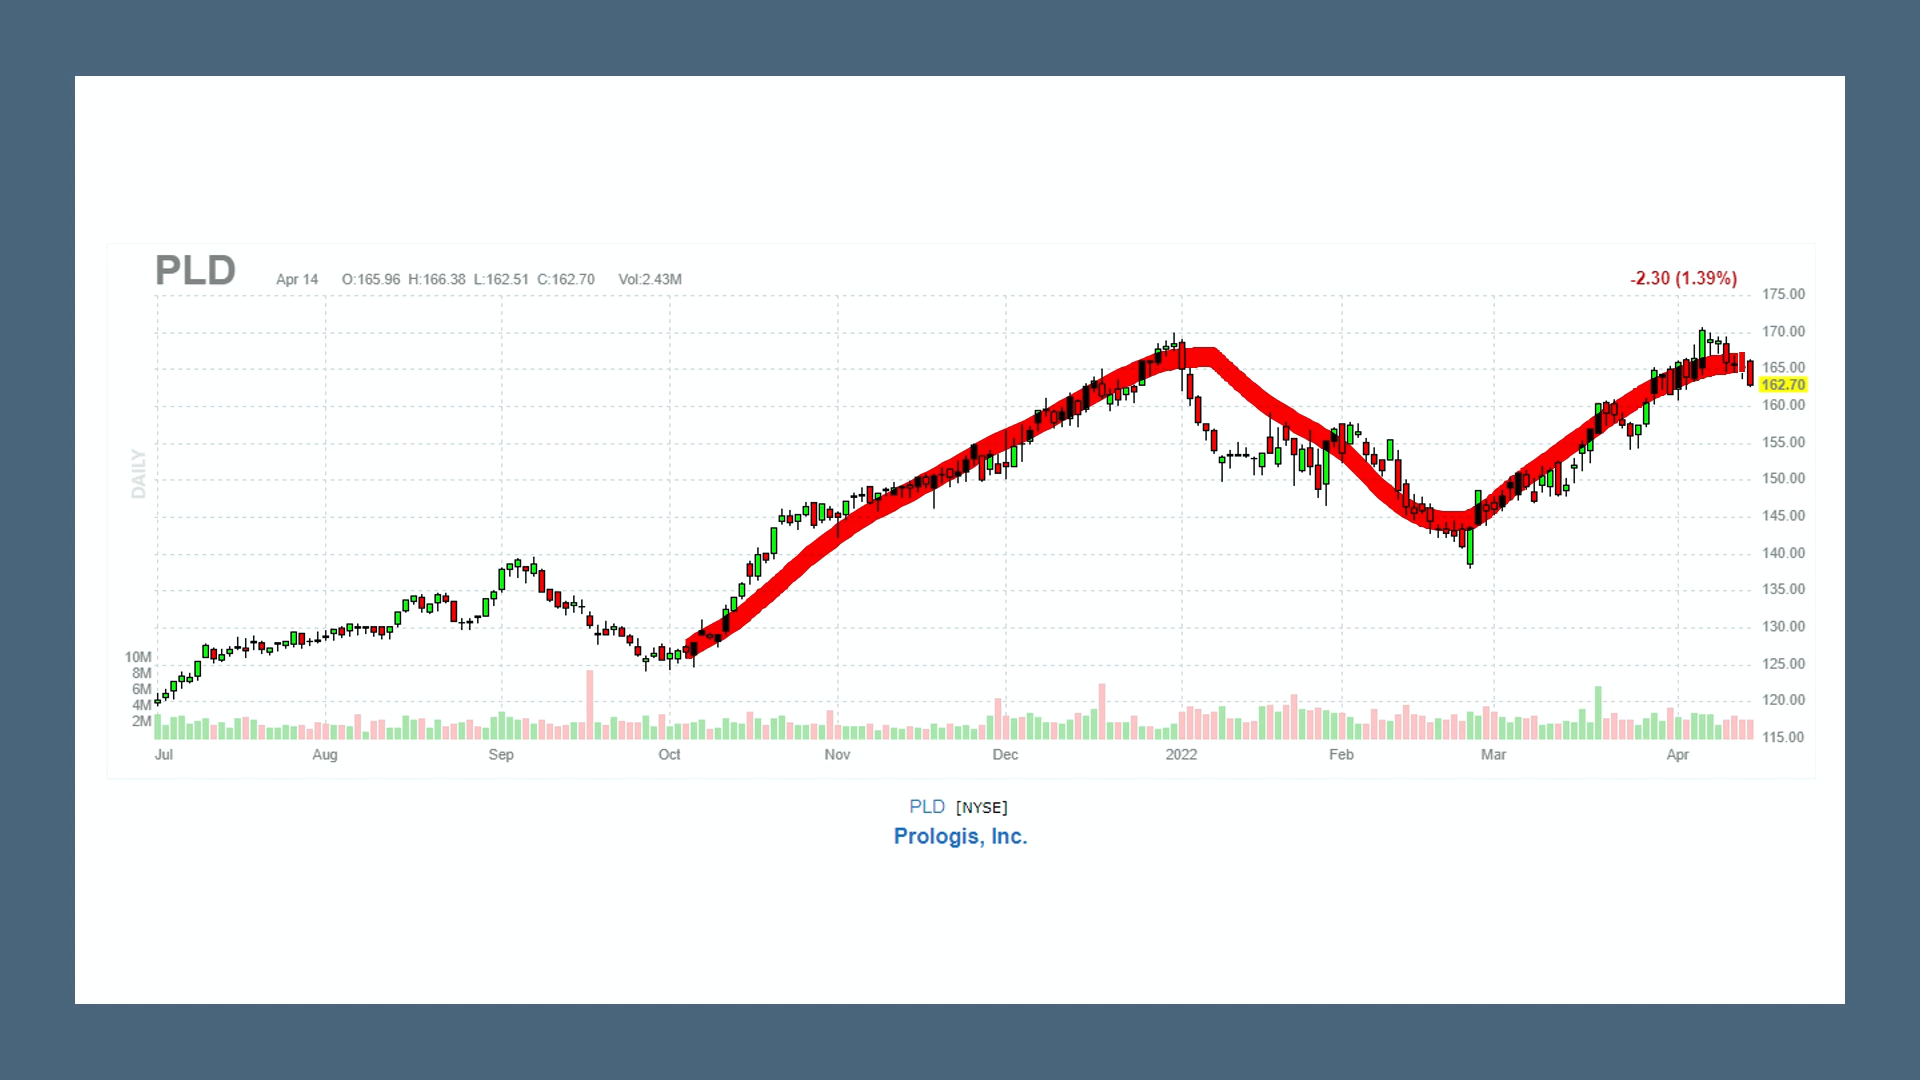 PLD Apr 14 O:165.96 H:166.38 L:162.51 C:162.70 Vol:2.43M -2.30 (1.39%)
175.00
170.00
165.00
162.70
160.00
155.00
150.00
DAILY
145.00
140.00
135.00
130.00
10M 125.00
8M
6M
4M 120.00
2M
115.00
Jul Aug Sep Oct Nov Dec 2022 Feb Mar Apr
PLD [NYSE]
Prologis, Inc.